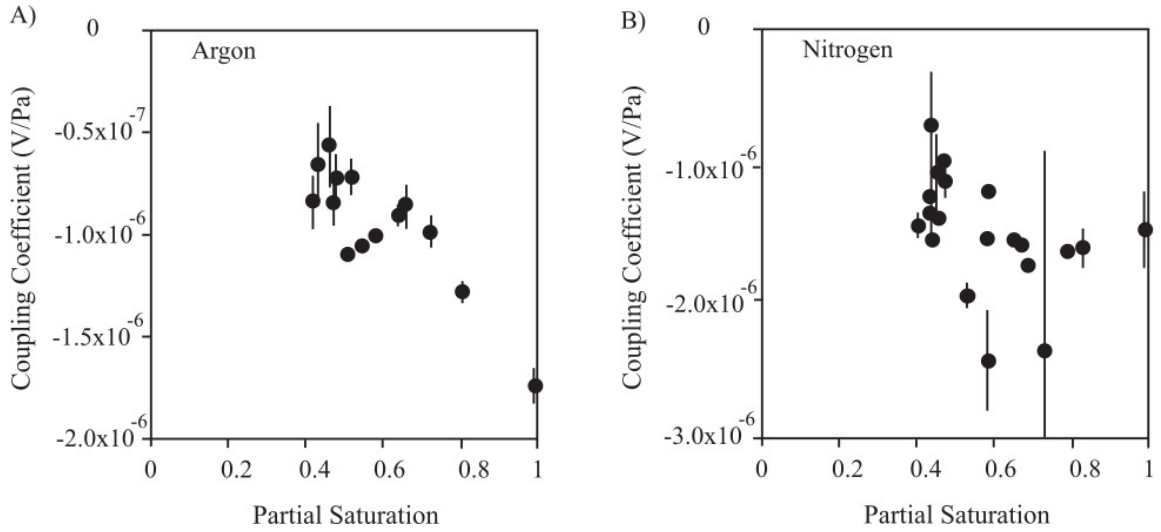 A)
0
Argon
-0.5x10-7
-1.0x10-6
-1.5x10-6
-2.0x10-6
Coupling Coefficient (V/Pa)
0 0.2 0.4 0.6 0.8 1
Partial Saturation
B)
0
Nitrogen
-1.0x10-6
-2.0x10-6
-3.0x10-6
Coupling Coefficient (V/Pa)
0 0.2 0.4 0.6 0.8 1
Partial Saturation